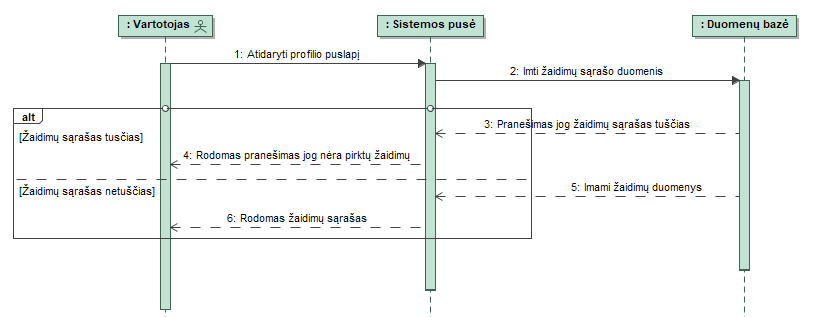 : Vartotojas
: Sistemos pusė
: Duomenų bazė
1: Atidaryti profilio puslapį
2: Imti žaidimų sąrašo duomenis
alt
3: Pranešimas jog žaidimų sąrašas tuščias
[Žaidimų sąrašas tusčias]
4: Rodomas pranešimas jog nėra pirktų žaidimų
[Žaidimų sąrašas netuščias]
5: Imami žaidimų duomenys
6: Rodomas žaidimų sąrašas